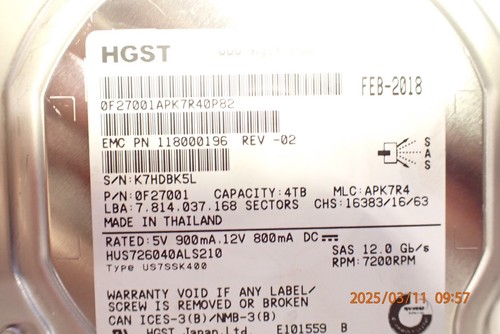 HGST
FEB-2018
0F27001APK7R40P82
EMC PN 118000196 REV -02
SAS
S/N:K7HDBK5L
P/N:0F27001 CAPACITY:4TB MLC:APK7R4
LBA:7.814.037.168 SECTORS CHS:16383/16/63
MADE IN THAILAND
RATED:5V 900mA.12V 800mA DC
HUS726040ALS210 SAS 12.0 Gb/s
Type US7SSK400 RPM:7200RPM
WARRANTY VOID IF ANY LABEL/
SCREW IS REMOVED OR BROKEN
CAN ICES-3(B)/NMB-3(B)
HGST Japan,Ltd. E101559 B
2025/03/11 09:57